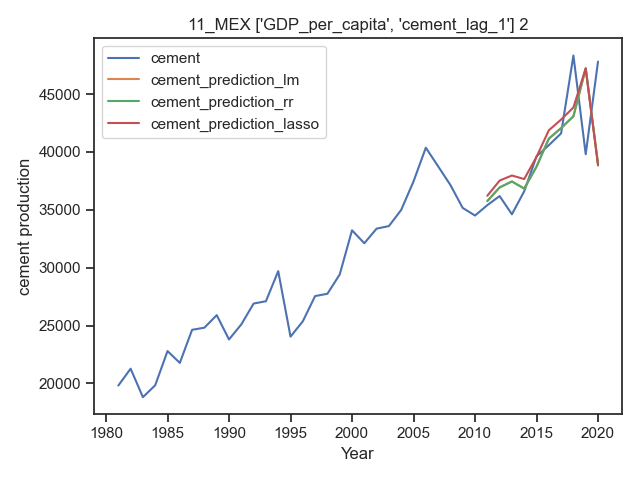 11_MEX ['GDP_per_capita', 'cement_lag_1'] 2
cement
cement_prediction_lm
cement_prediction_rr
cement_prediction_lasso
cement production
45000
40000
35000
30000
25000
20000
1980 1985 1990 1995 2000 2005 2010 2015 2020
Year